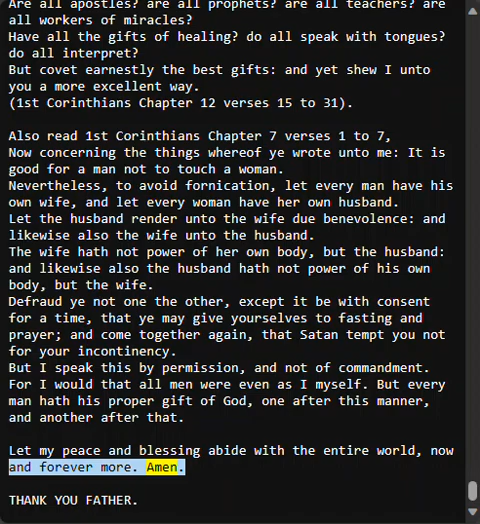 Are all apostles? are all prophets? are all teachers? are
all workers of miracles?
Have all the gifts of healing? do all speak with tongues?
do all interpret?
But covet earnestly the best gifts: and yet shew I unto
you a more excellent way.
(1st Corinthians Chapter 12 verses 15 to 31).
Also read 1st Corinthians Chapter 7 verses 1 to 7,
Now concerning the things whereof ye wrote unto me: It is
good for a man not to touch a woman.
Nevertheless, to avoid fornication, let every man have his
own wife, and let every woman have her own husband.
Let the husband render unto the wife due benevolence: and
likewise also the wife unto the husband.
The wife hath not power of her own body, but the husband:
and likewise also the husband hath not power of his own
body, but the wife.
Defraud ye not one the other, except it be with consent
for a time, that ye may give yourselves to fasting and
prayer; and come together again, that Satan tempt you not
for your incontinency.
But I speak this by permission, and not of commandment.
For I would that all men were even as I myself. But every
man hath his proper gift of God, one after this manner,
and another after that.
Let my peace and blessing abide with the entire world, now
and forever more. Amen.
THANK YOU FATHER.